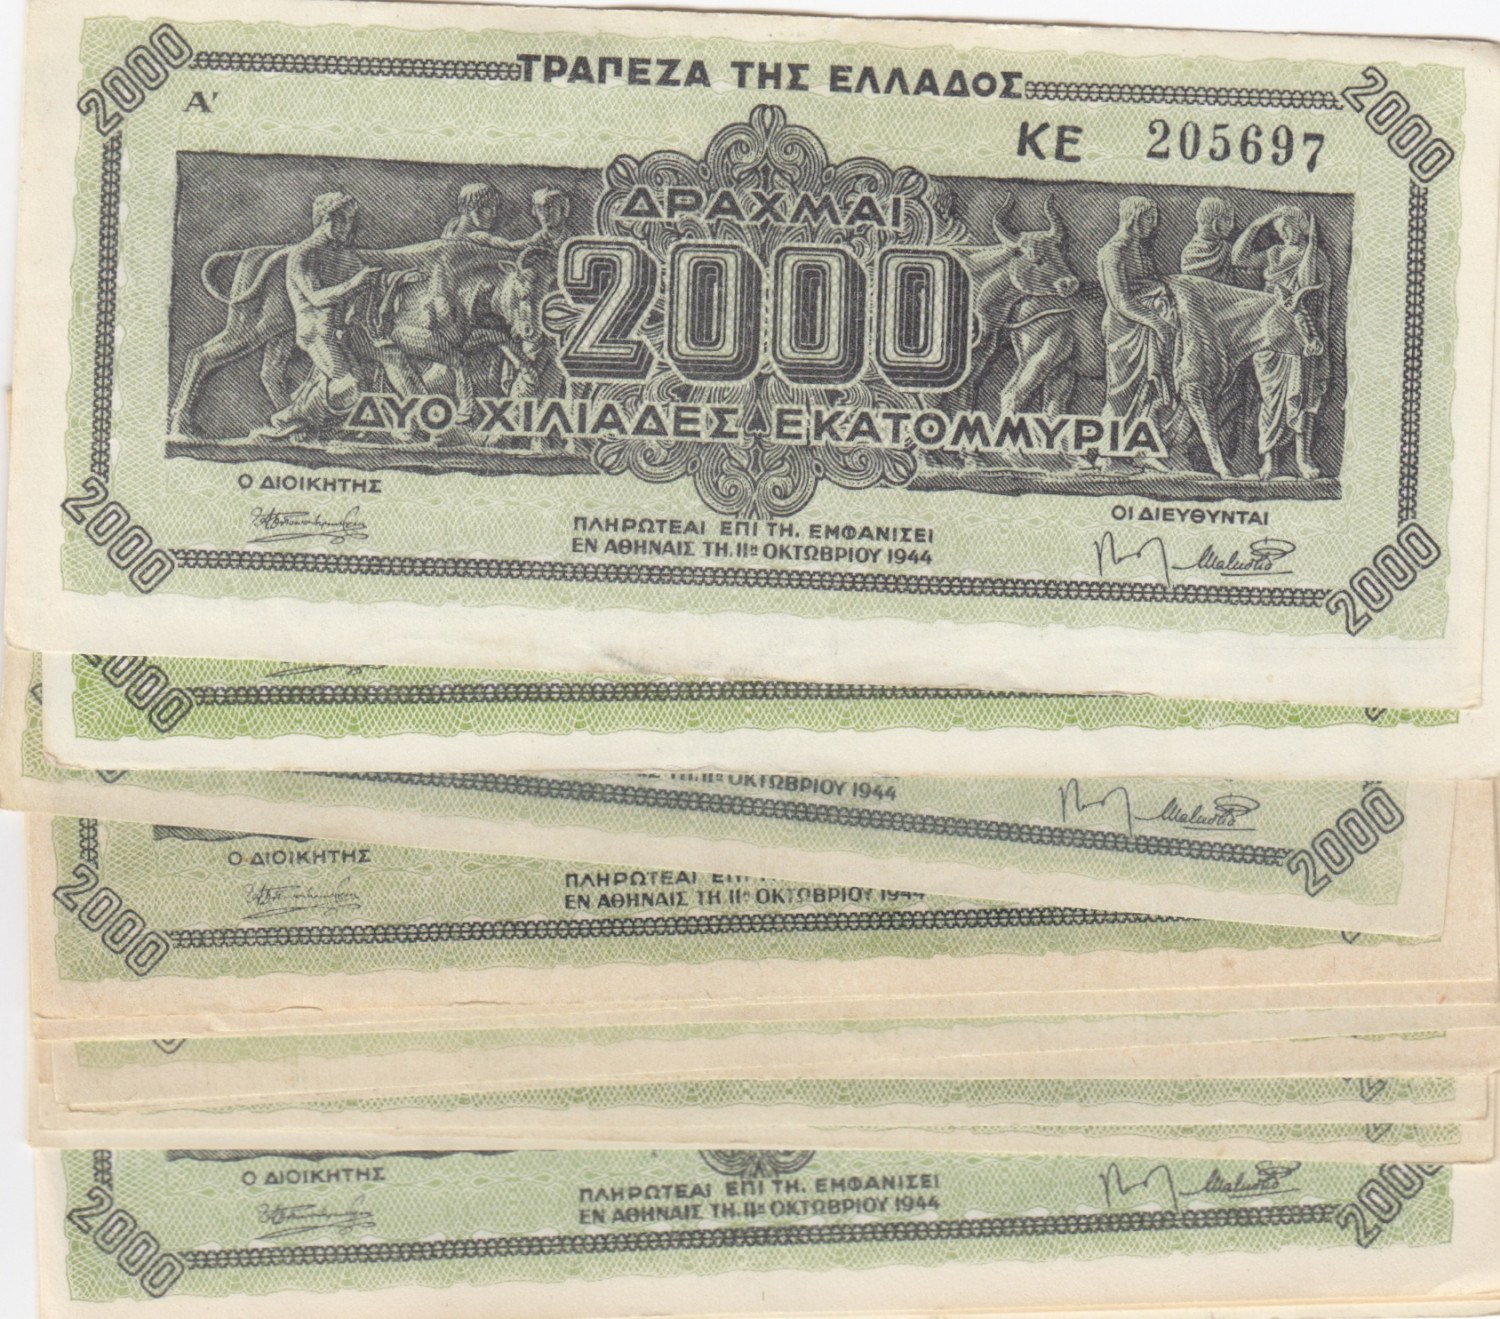 2000
ΤΡΑΠΕΖΑ ΤΗΣ ΕΛΛΑΔΟΣ
2000
Α'
ΚΕ 205697
ΔΡΑΧΜΑΙ
2000
ΔΥΟ ΧΙΛΙΑΔΕΣ ΕΚΑΤΟΜΜΥΡΙΑ
Ο ΔΙΟΙΚΗΤΗΣ
ΟΙ ΔΙΕΥΘΥΝΤΑΙ
ΠΛΗΡΩΤΕΑΙ ΕΠΙ ΤΗ. ΕΜΦΑΝΙΣΕΙ
ΕΝ ΑΘΗΝΑΙΣ ΤΗ. 11Η ΟΚΤΩΒΡΙΟΥ 1944
2000
2000
2000
ΟΚΤΩΒΡΙΟΥ 1944
2000
Ο ΔΙΟΙΚΗΤΗΣ
ΠΛΗΡΩΤΕΑΙ
ΕΝ ΑΘΗΝΑΙΣ ΤΗ 11Η ΟΚΤΩΒΡΙΟΥ 1944
2000
Ο ΔΙΟΙΚΗΤΗΣ
ΠΛΗΡΩΤΕΑΙ ΕΠΙ ΤΗ. ΕΜΦΑΝΙΣΕΙ
ΕΝ ΑΘΗΝΑΙΣ ΤΗ. 11Η ΟΚΤΩΒΡΙΟΥ 1944
2000
2000